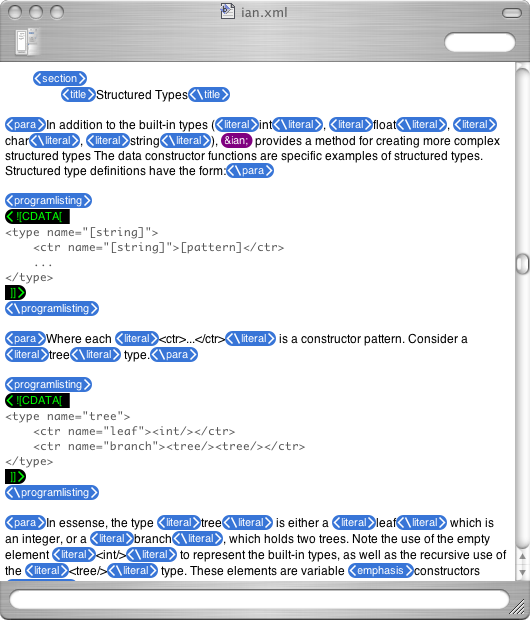 ian.xml
<section>
<title>Structured Types<\title>
<para>In addition to the built-in types (<literal>int<\literal>, <literal>float<\literal>, <literal>
char<\literal>, <literal>string<\literal>), &ian; provides a method for creating more complex
structured types The data constructor functions are specific examples of structured types.
Structured type definitions have the form:<\para>
<programlisting>
<![CDATA[
<type name="[string]">
<ctr name="[string]">[pattern]</ctr>
...
</type>
]]>
<\programlisting>
<para>Where each <literal><ctr>...</ctr><\literal> is a constructor pattern. Consider a
<literal>tree<\literal> type.<\para>
<programlisting>
<![CDATA[
<type name="tree">
<ctr name="leaf"><int/></ctr>
<ctr name="branch"><tree/><tree/></ctr>
</type>
]]>
<\programlisting>
<para>In essense, the type <literal>tree<\literal> is either a <literal>leaf<\literal> which is
an integer, or a <literal>branch<\literal>, which holds two trees. Note the use of the empty
element <literal><int/><\literal> to represent the built-in types, as well as the recursive use of
the <literal><tree/><\literal> type. These elements are variable <emphasis>constructors